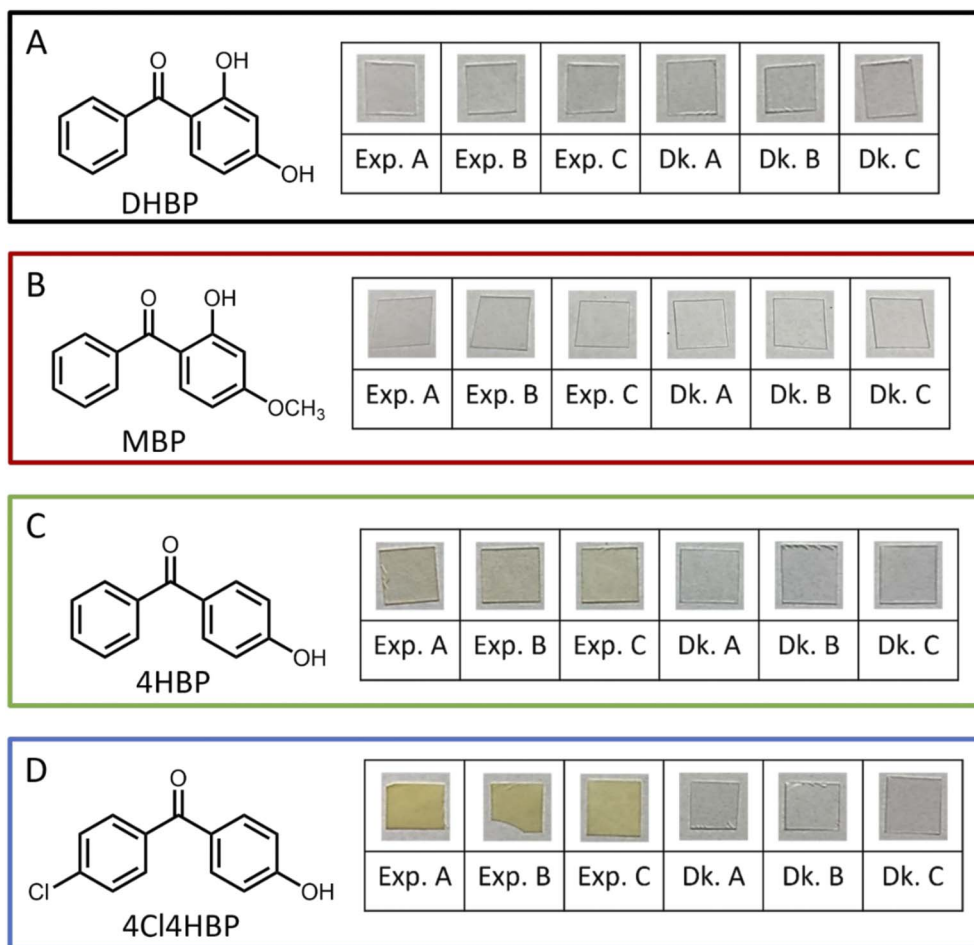 A
O
OH
OH
DHBP
Exp. A Exp. B Exp. C Dk. A Dk. B Dk. C
B
O
OH
OCH₃
MBP
Exp. A Exp. B Exp. C Dk. A Dk. B Dk. C
C
O
OH
4HBP
Exp. A Exp. B Exp. C Dk. A Dk. B Dk. C
D
O
Cl
OH
4Cl4HBP
Exp. A Exp. B Exp. C Dk. A Dk. B Dk. C